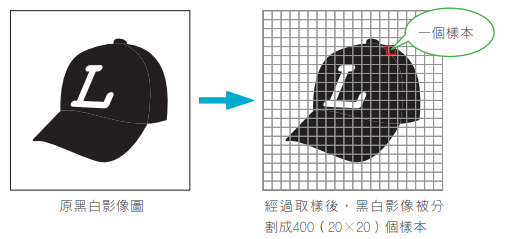 L
原黑白影像圖
L
一個樣本
經過取樣後，黑白影像被分
割成400（20×20）個樣本